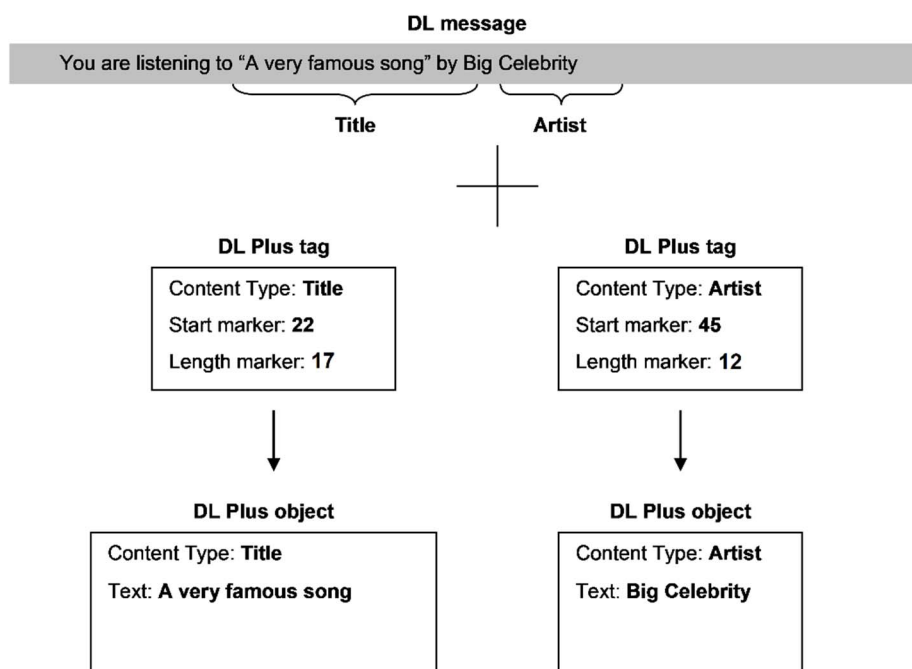 DL message
You are listening to “A very famous song” by Big Celebrity
Title Artist
DL Plus tag DL Plus tag
Content Type: Title Content Type: Artist
Start marker: 22 Start marker: 45
Length marker: 17 Length marker: 12
DL Plus object DL Plus object
Content Type: Title Content Type: Artist
Text: A very famous song Text: Big Celebrity